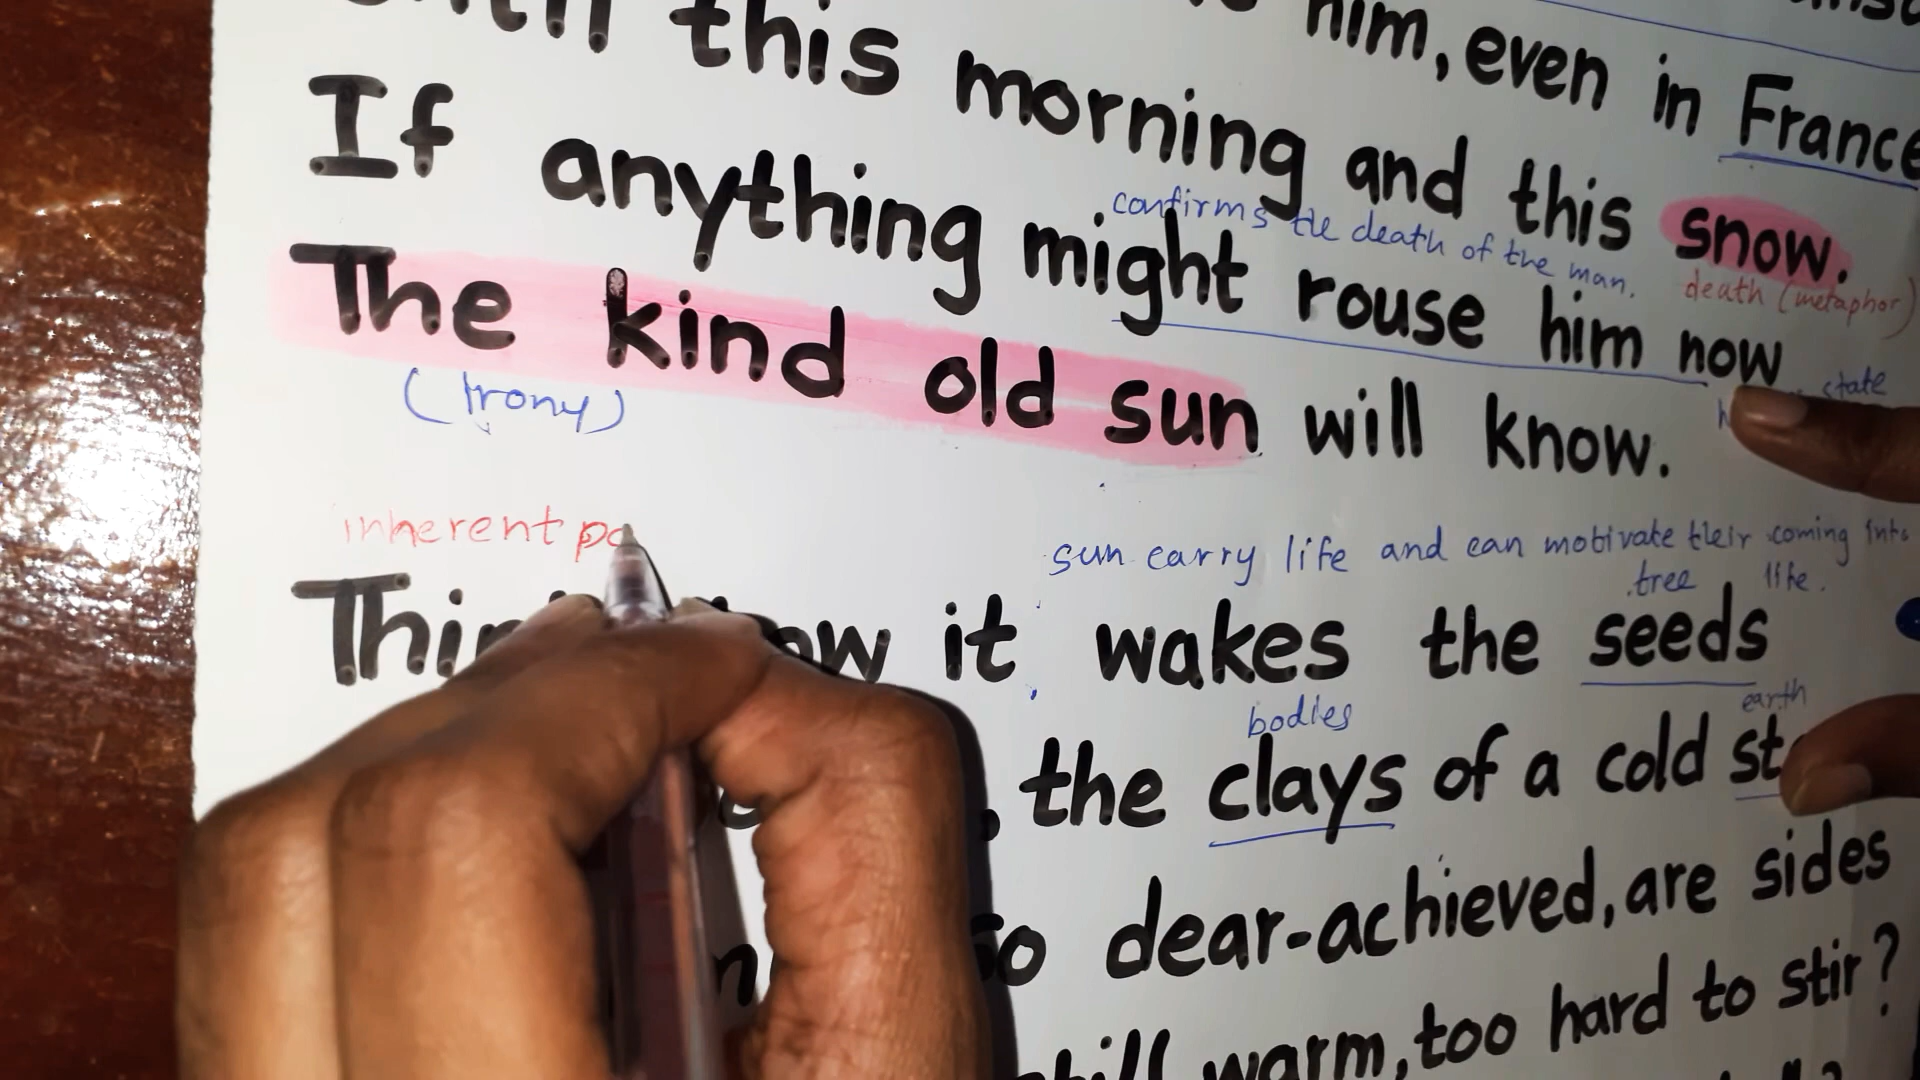 him, even in France
this morning and this snow.
confirms the death of the man.
death (metaphor)
If anything might rouse him now
state
The kind old sun will know.
(Irony)
inherent po
sun carry life and can motivate their coming into
tree life.
it wakes the seeds
bodies
earth
, the clays of a cold
so dear-achieved, are sides
still warm, too hard to stir?